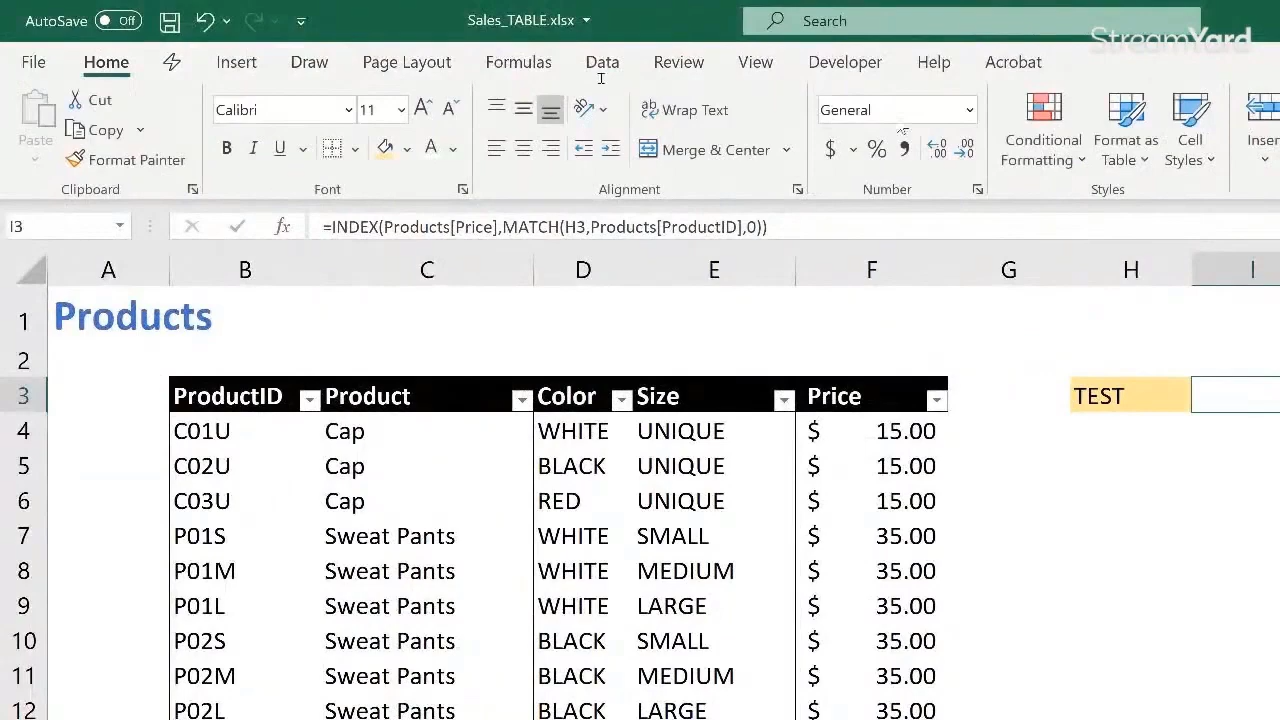 AutoSave Off Sales_TABLE.xlsx Search
StreamYard
File Home Insert Draw Page Layout Formulas Data Review View Developer Help Acrobat
Paste Cut Calibri 11 Wrap Text General Conditional Formatting Format as Table Cell Styles
Copy
Format Painter B I U A Merge & Center $ % , .00
Clipboard Font Alignment Number Styles
I3 fx =INDEX(Products[Price],MATCH(H3,Products[ProductID],0))
A B C D E F G H I
1 Products
2
3 ProductID Product Color Size Price TEST
4 C01U Cap WHITE UNIQUE $ 15.00
5 C02U Cap BLACK UNIQUE $ 15.00
6 C03U Cap RED UNIQUE $ 15.00
7 P01S Sweat Pants WHITE SMALL $ 35.00
8 P01M Sweat Pants WHITE MEDIUM $ 35.00
9 P01L Sweat Pants WHITE LARGE $ 35.00
10 P02S Sweat Pants BLACK SMALL $ 35.00
11 P02M Sweat Pants BLACK MEDIUM $ 35.00
12 P02L Sweat Pants BLACK LARGE $ 35.00